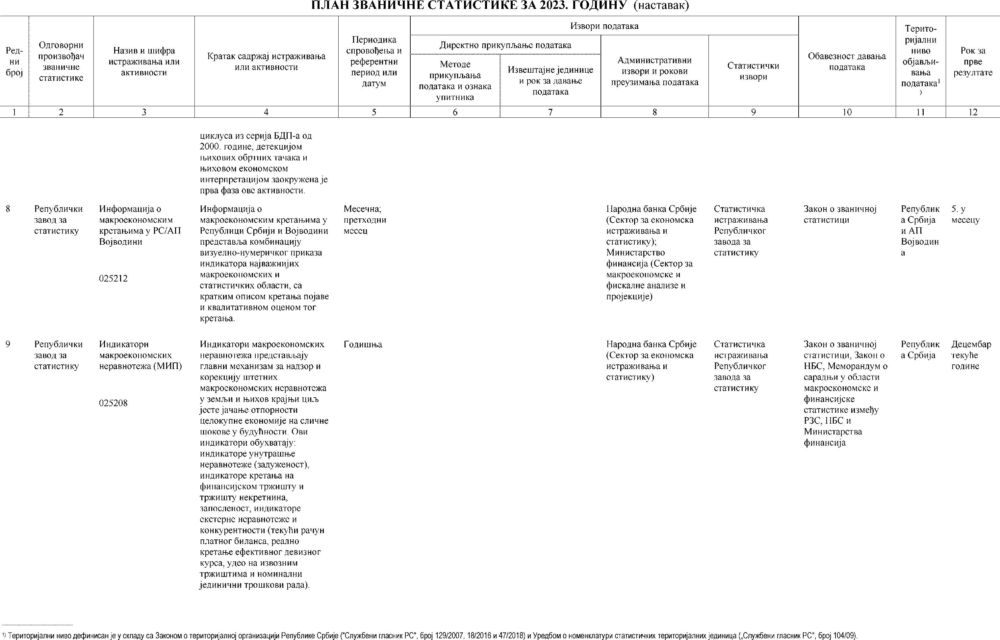 ПЛАН ЗВАНИЧНЕ СТАТИСТИКЕ ЗА 2023. ГОДИНУ (наставак)
Ред-
ни
број
Одговорни
произвођач
званичне
статистике
Назив и шифра
истраживања или
активности
Кратак садржај истраживања
или активности
Периодика
спровођења и
референтни
период или
датум
Извори података
Директно прикупљање података
Методе
прикупљања
података и ознака
упитника
Извештајне јединице
и рок за давање
података
Административни
извори и рокови
преузимања података
Статистички
извори
Обавезност давања
података
Терито-
ријални
ниво
објављи-
вања
података¹
⁾
Рок за
прве
резултате
1 2 3 4 5 6 7 8 9 10 11 12
циклуса из серија БДП-а од
2000. године, детекцијом
њихових обртних тачака и
њиховом економском
интерпретацијом заокружена је
прва фаза ове активности.
8
Републички
завод за
статистику
Информација о
макроекономским
кретањима у РС/АП
Војводини
025212
Информација о
макроекономским кретањима у
Републици Србији и Војводини
представља комбинацију
визуелно-нумеричког приказа
индикатора најважнијих
макроекономских и
статистичких области, са
кратким описом кретања појаве
и квалитативном оценом тог
кретања.
Месечна;
претходни
месец
Народна банка Србије
(Сектор за економска
истраживања и
статистику);
Министарство
финансија (Сектор за
макроекономске и
фискалне анализе и
пројекције)
Статистичка
истраживања
Републичког
завода за
статистику
Закон о званичној
статистици
Републик
а Србија
и АП
Војводин
а
5. у
месецу
9
Републички
завод за
статистику
Индикатори
макроекономских
неравнотежа (МИП)
025208
Индикатори макроекономских
неравнотежа представљају
главни механизам за надзор и
корекцију штетних
макроекономских неравнотежа
у земљи и њихов крајњи циљ
јесте јачање отпорности
целокупне економије на сличне
шокове у будућности. Ови
индикатори обухватају:
индикаторе унутрашње
неравнотеже (задуженост),
индикаторе кретања на
финансијском тржишту и
тржишту некретнина,
запосленост, индикаторе
екстерне неравнотеже и
конкурентности (текући рачун
платног биланса, реално
кретање ефективног девизног
курса, удео на извозним
тржиштима и номинални
јединични трошкови рада).
Годишња
Народна банка Србије
(Сектор за економска
истраживања и
статистику)
Статистичка
истраживања
Републичког
завода за
статистику
Закон о званичној
статистици, Закон о
НБС, Меморандум о
сарадњи у области
макроекономске и
финансијске
статистике између
РЗС, НБС и
Министарства
финансија
Републик
а Србија
Децембар
текуће
године
¹⁾ Територијални ниво дефинисан је у складу са Законом о територијалној организацији Републике Србије ("Службени гласник РС", број 129/2007, 18/2016 и 47/2018) и Уредбом о номенклатури статистичких територијалних јединица („Службени гласник РС", број 104/09).